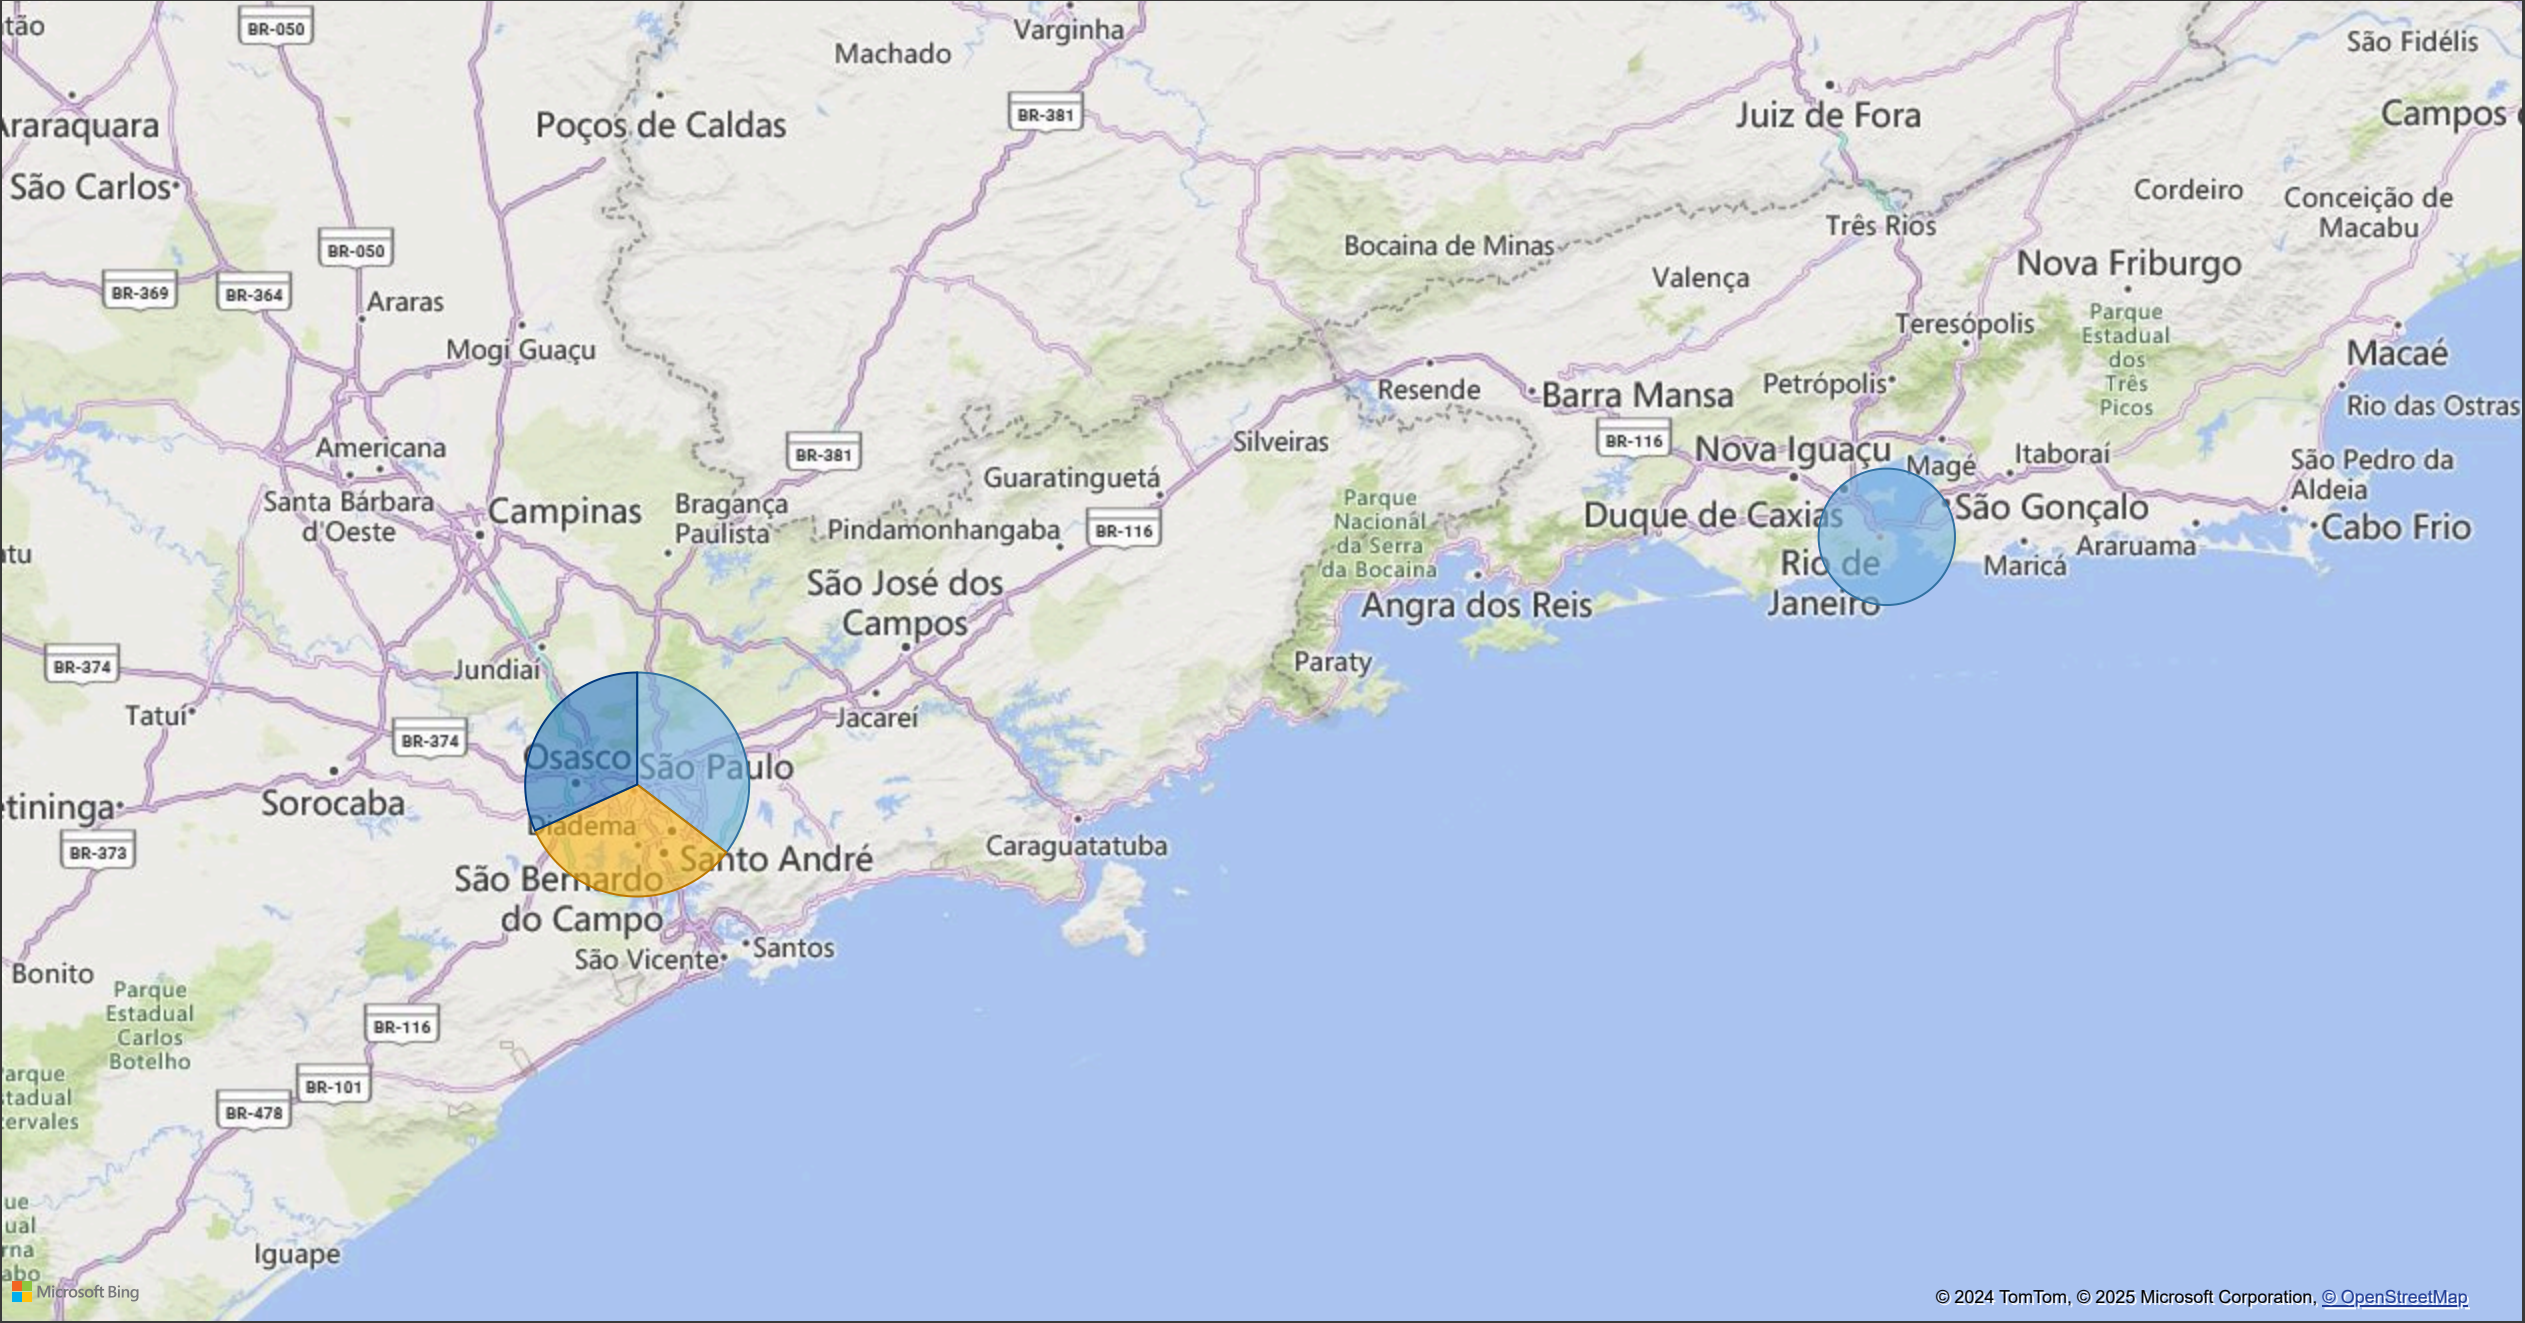 BR-050
Varginha
Machado
São Fidélis
BR-381
Juiz de Fora
Poços de Caldas
São Carlos
Cordeiro
Conceição de
Macabu
Três Rios
BR-050
Bocaina de Minas
Nova Friburgo
Valença
BR-369
BR-364
Araras
Parque
Estadual
dos
Três
Picos
Teresópolis
Mogi Guaçu
Macaé
Petrópolis
Resende
Barra Mansa
Rio das Ostras
BR-116
Silveiras
Americana
BR-381
Nova Iguaçu
Magé
Itaboraí
São Pedro da
Aldeia
Guaratinguetá
Santa Bárbara
d'Oeste
Campinas
Bragança
Paulista
Pindamonhangaba
BR-116
Parque
Nacional
da Serra
da Bocaina
Duque de Caxias
São Gonçalo
Cabo Frio
Araruama
Maricá
Rio de
Janeiro
São José dos
Campos
Angra dos Reis
BR-374
Jundiaí
Paraty
Tatuí
Jacareí
BR-374
Osasco
São Paulo
Sorocaba
Diadema
BR-373
Caraguatatuba
Santo André
São Bernardo
do Campo
Santos
São Vicente
Bonito
Parque
Estadual
Carlos
Botelho
BR-116
BR-101
BR-478
Iguape
Microsoft Bing
© 2024 TomTom, © 2025 Microsoft Corporation, © OpenStreetMap